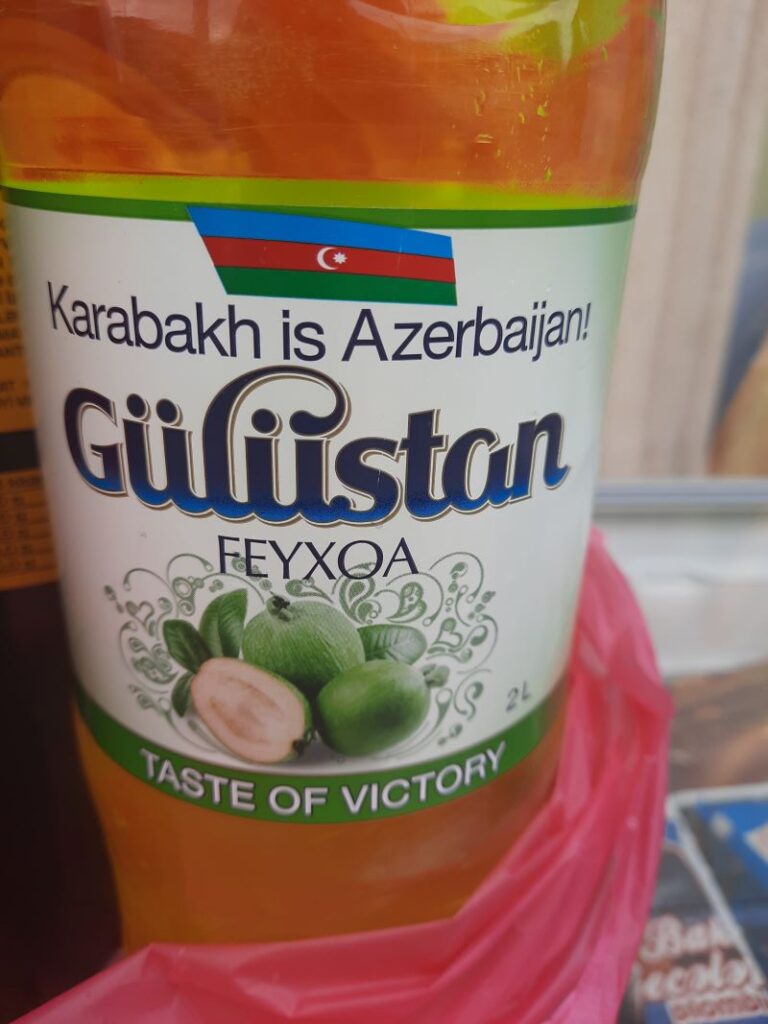 Karabakh is Azerbaijan!
Gülüstan
FEYXOA
2L
TASTE OF VICTORY